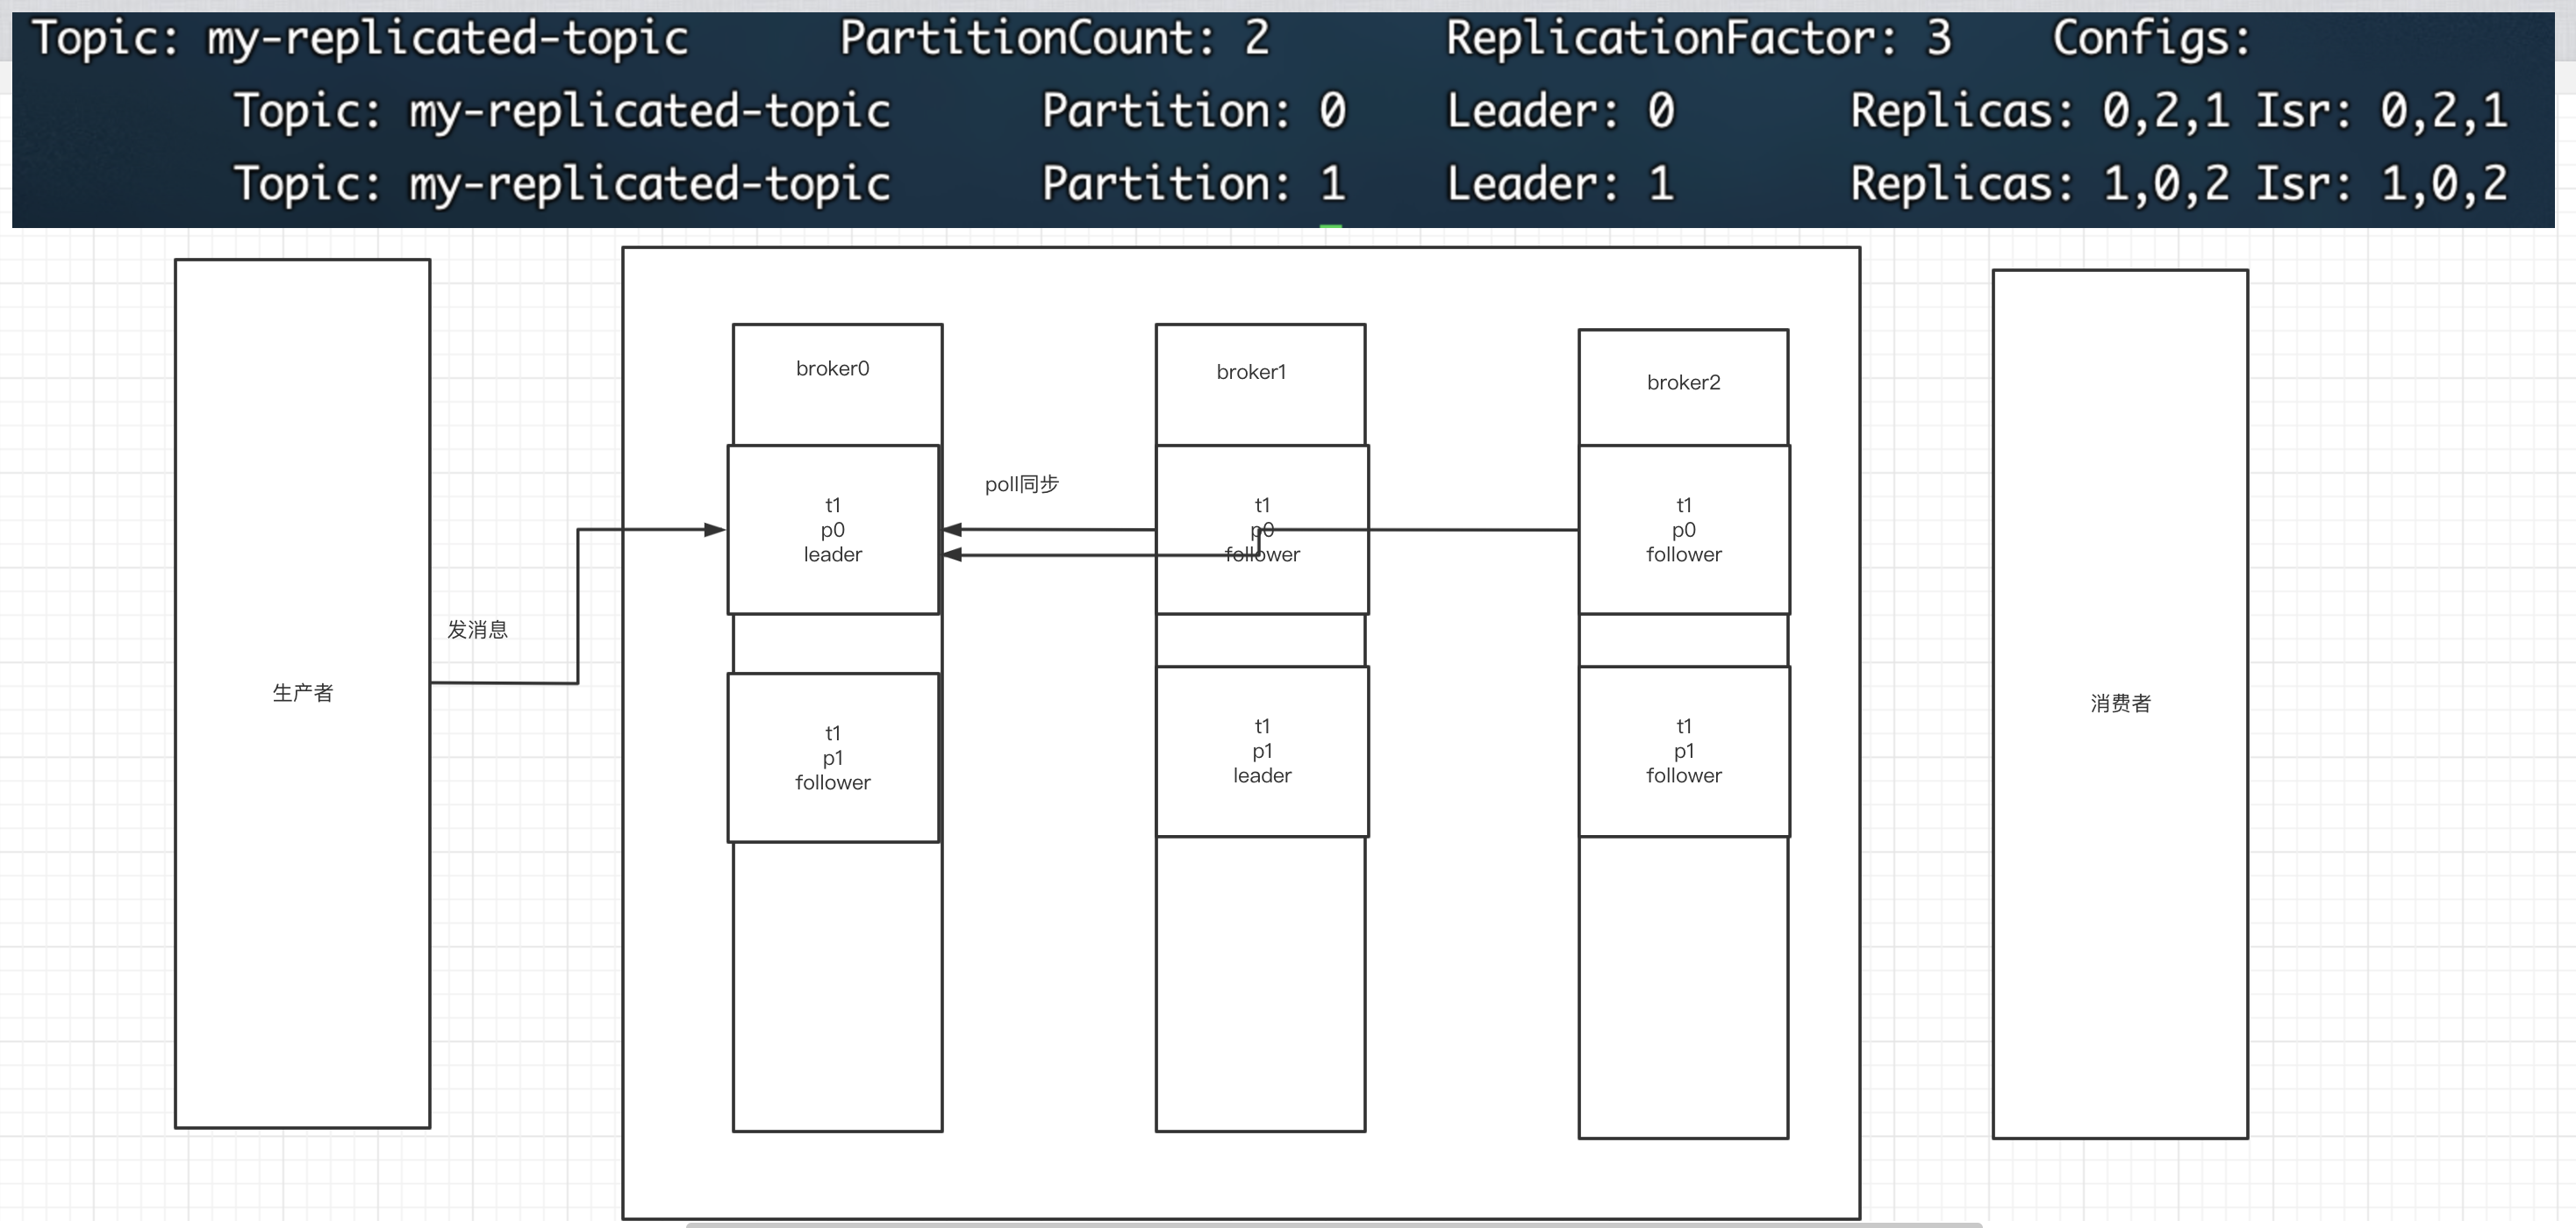 Topic: my-replicated-topic PartitionCount: 2 ReplicationFactor: 3 Configs:
Topic: my-replicated-topic Partition: 0 Leader: 0 Replicas: 0,2,1 Isr: 0,2,1
Topic: my-replicated-topic Partition: 1 Leader: 1 Replicas: 1,0,2 Isr: 1,0,2
生产者
发消息
broker0
t1
p0
leader
t1
p1
follower
poll同步
broker1
t1
p0
follower
t1
p1
leader
broker2
t1
p0
follower
t1
p1
follower
消费者